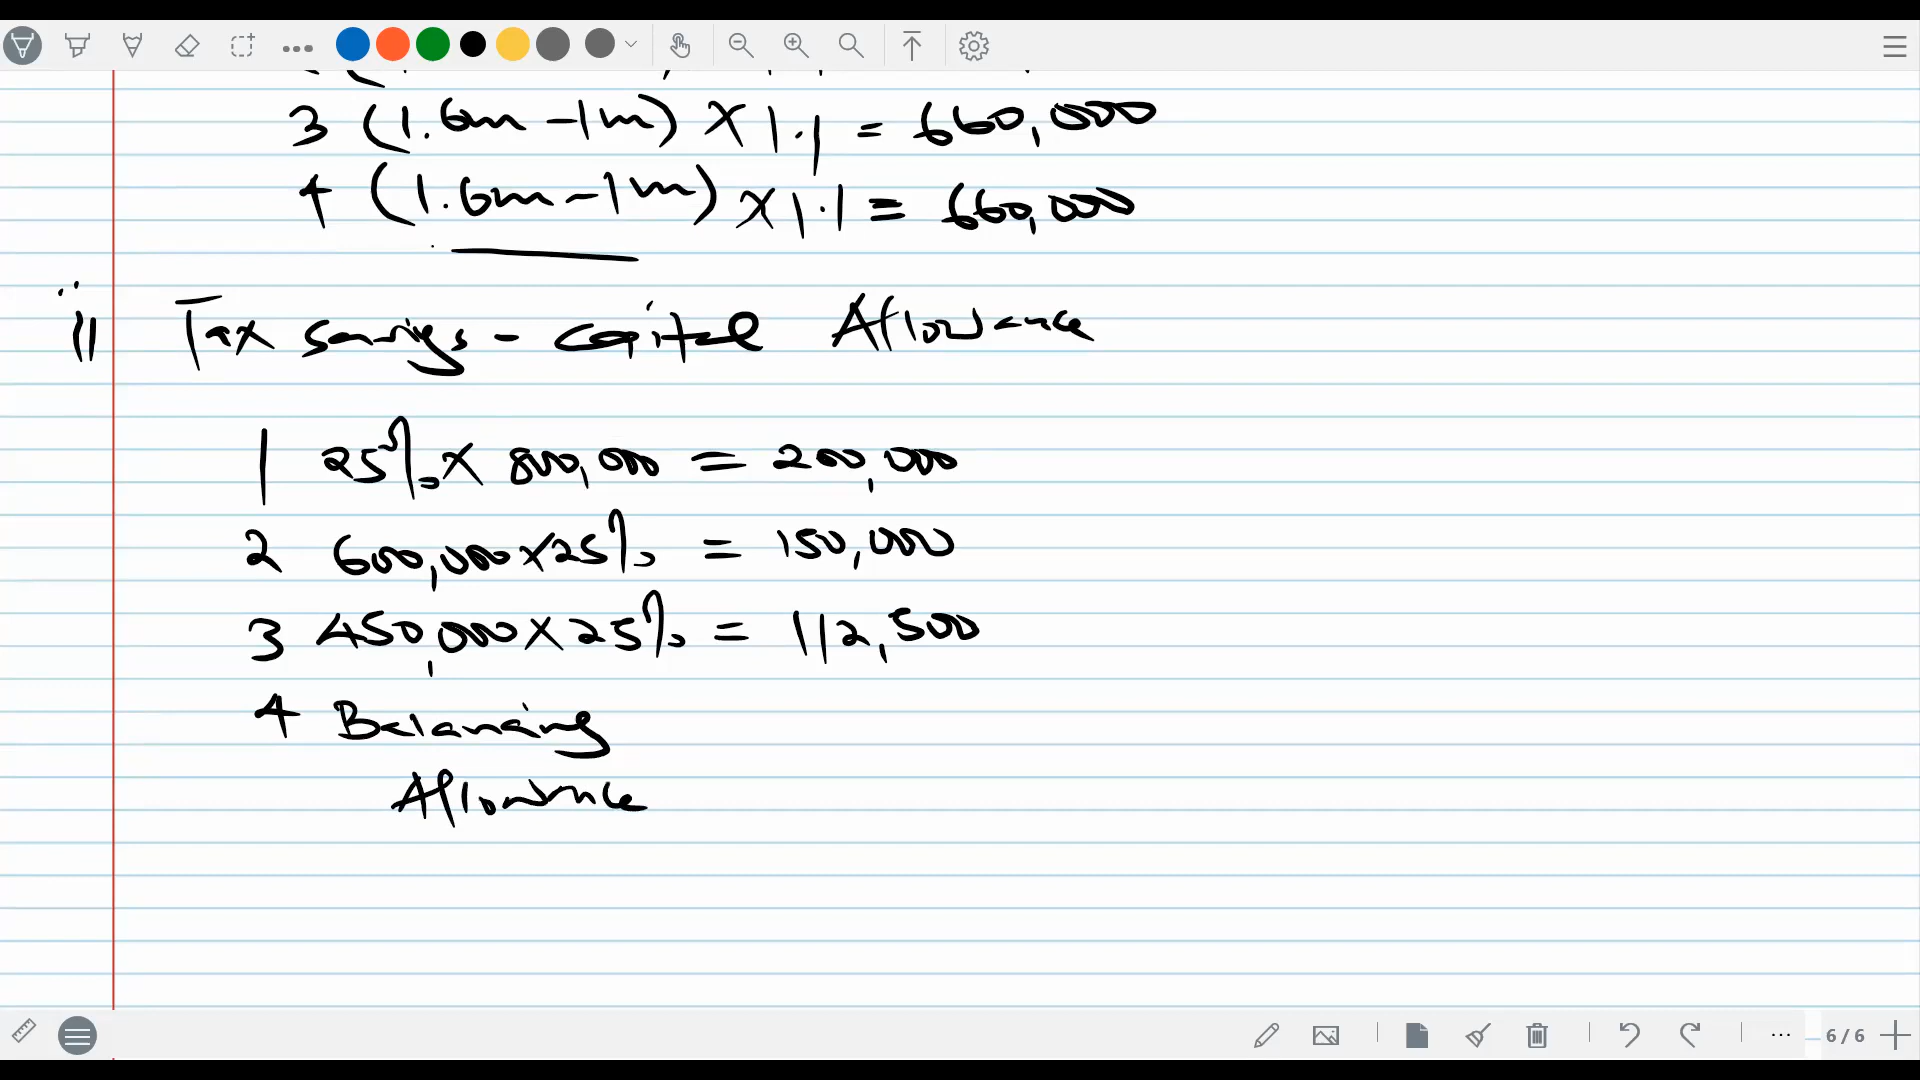 3 (1.6m - 1m) X 1.1 = 660,000
4 (1.6m - 1m) X 1.1 = 660,000
ii Tax savings - capital Allowance
1 25% X 800,000 = 200,000
2 600,000 X 25% = 150,000
3 450,000 X 25% = 112,500
4 Balancing
Allowance
6 / 6